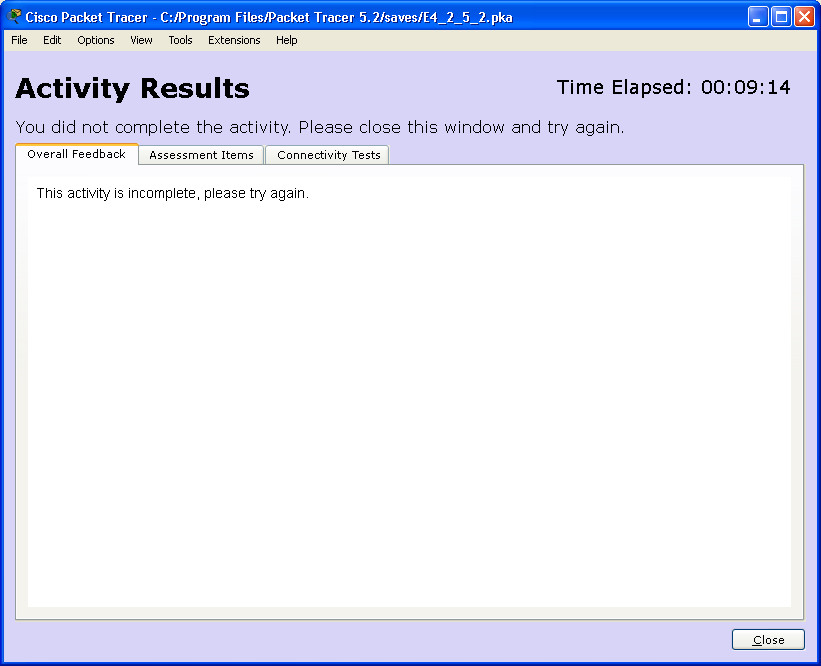 Cisco Packet Tracer - C:/Program Files/Packet Tracer 5.2/saves/E4_2_5_2.pka
File Edit Options View Tools Extensions Help
Activity Results
Time Elapsed: 00:09:14
You did not complete the activity. Please close this window and try again.
Overall Feedback Assessment Items Connectivity Tests
This activity is incomplete, please try again.
Close